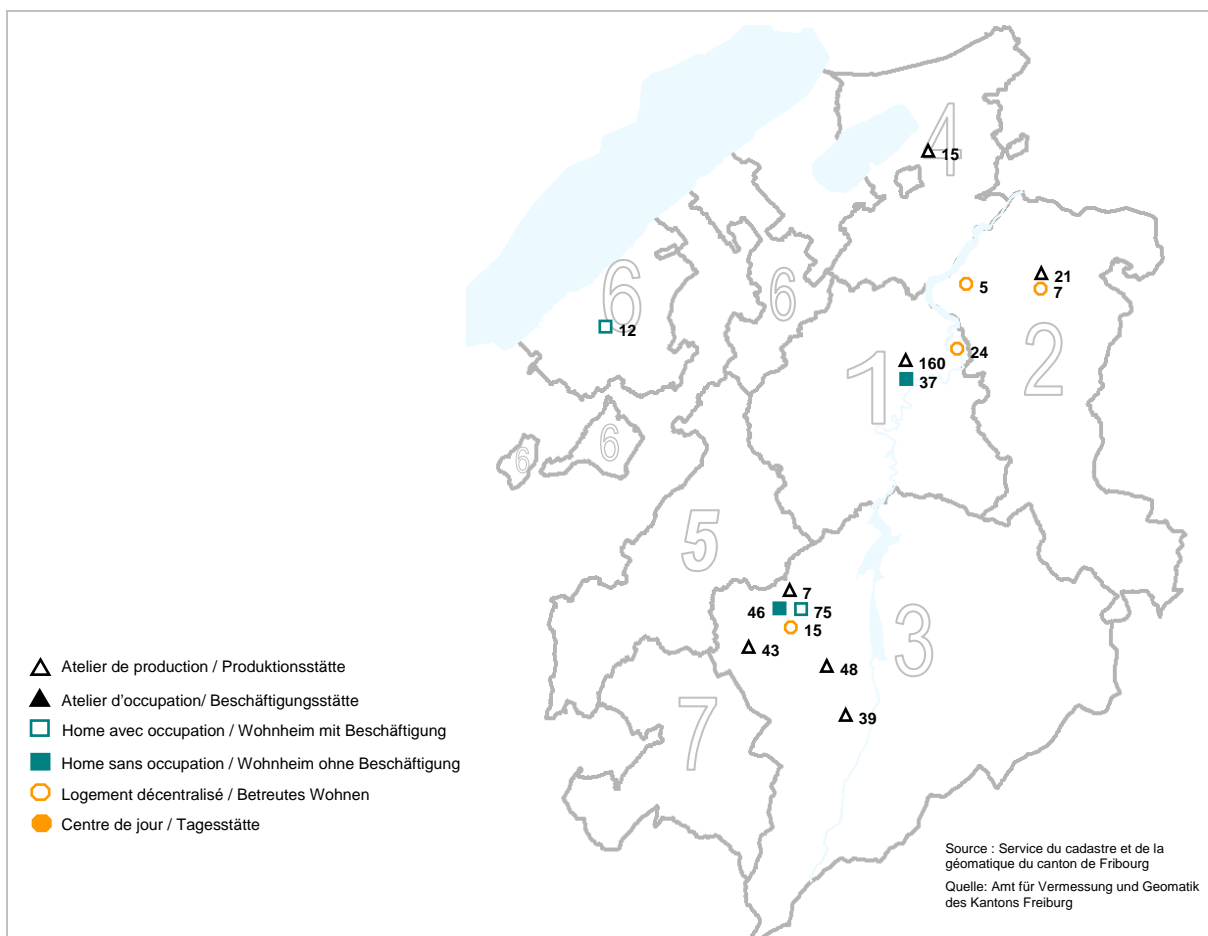 4
15
6
6
5
21
7
12
24
2
1
160
37
6
6
5
7
46 75
15
3
43
48
39
7
Atelier de production / Produktionsstätte
Atelier d'occupation/ Beschäftigungsstätte
Home avec occupation / Wohnheim mit Beschäftigung
Home sans occupation / Wohnheim ohne Beschäftigung
Logement décentralisé / Betreutes Wohnen
Centre de jour / Tagesstätte
Source : Service du cadastre et de la
géomatique du canton de Fribourg
Quelle: Amt für Vermessung und Geomatik
des Kantons Freiburg